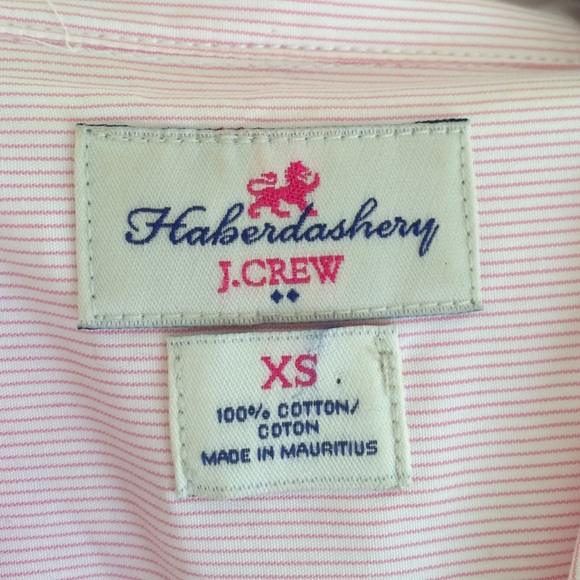 Haberdashery
J.CREW
XS
100% COTTON/
COTON
MADE IN MAURITIUS